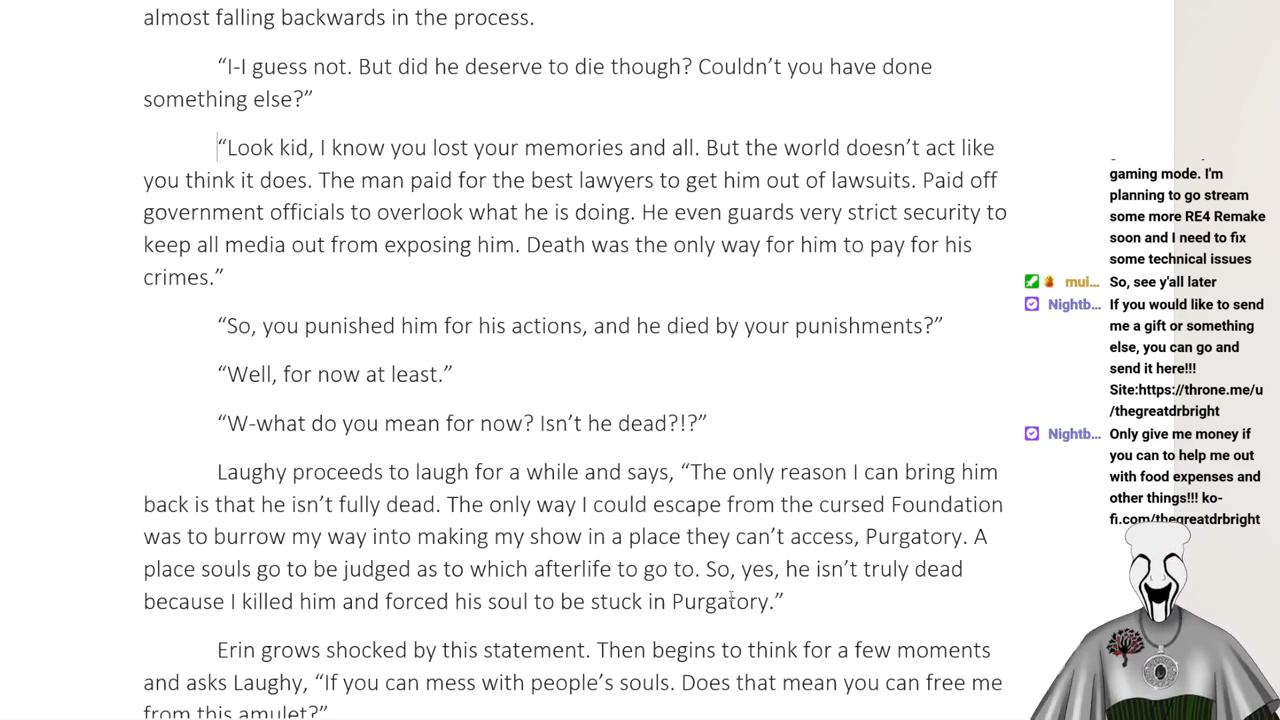 almost falling backwards in the process.
“I-I guess not. But did he deserve to die though? Couldn’t you have done
something else?”
“Look kid, I know you lost your memories and all. But the world doesn’t act like
you think it does. The man paid for the best lawyers to get him out of lawsuits. Paid off
government officials to overlook what he is doing. He even guards very strict security to
keep all media out from exposing him. Death was the only way for him to pay for his
crimes.”
“So, you punished him for his actions, and he died by your punishments?”
“Well, for now at least.”
“W-what do you mean for now? Isn’t he dead?!?”
Laughy proceeds to laugh for a while and says, “The only reason I can bring him
back is that he isn’t fully dead. The only way I could escape from the cursed Foundation
was to burrow my way into making my show in a place they can’t access, Purgatory. A
place souls go to be judged as to which afterlife to go to. So, yes, he isn’t truly dead
because I killed him and forced his soul to be stuck in Purgatory.”
Erin grows shocked by this statement. Then begins to think for a few moments
and asks Laughy, “If you can mess with people’s souls. Does that mean you can free me
from this amulet?”
gaming mode. I'm
planning to go stream
some more RE4 Remake
soon and I need to fix
some technical issues
mui... So, see y'all later
Nightb... If you would like to send
me a gift or something
else, you can go and
send it here!!!
Site:https://throne.me/u
/thegreatdrbright
Nightb... Only give me money if
you can to help me out
with food expenses and
other things!!! ko-
fi.com/thegreatdrbright